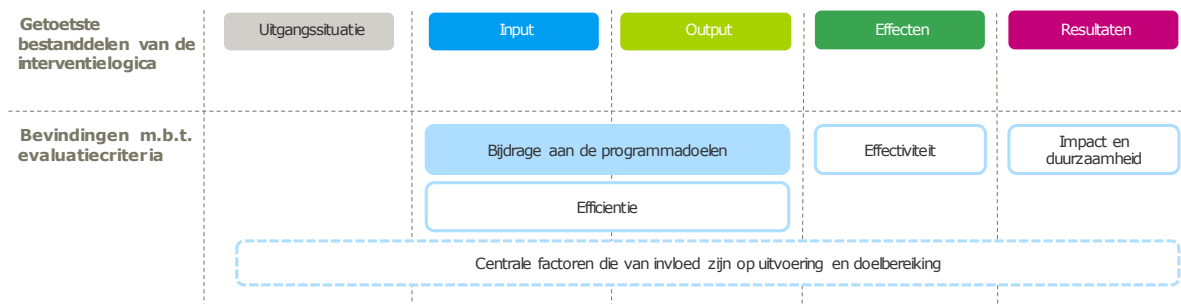 Getoetste
bestanddelen van de
interventielogica
Uitgangssituatie
Input
Output
Effecten
Resultaten
Bevindingen m.b.t.
evaluatiecriteria
Bijdrage aan de programmadoelen
Effectiviteit
Impact en
duurzaamheid
Efficientie
Centrale factoren die van invloed zijn op uitvoering en doelbereiking